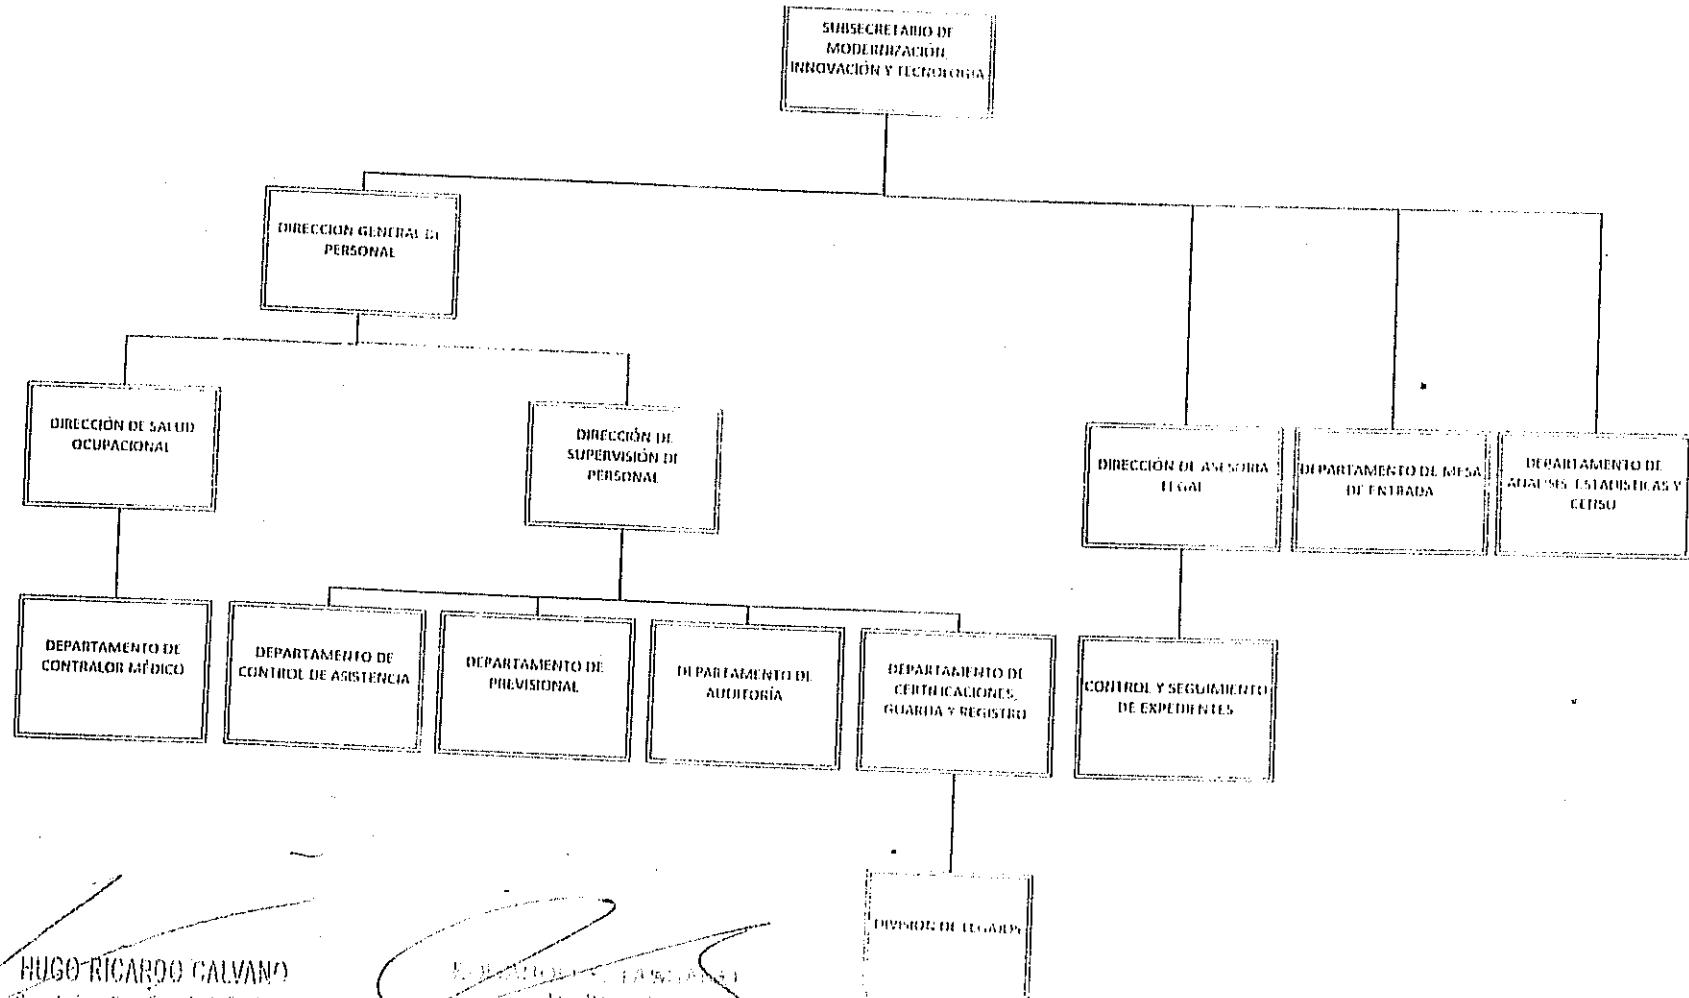 SUBSECRETARIO DE
MODERNIZACIÓN,
INNOVACIÓN Y TECNOLOGIA
DIRECCION GENERAL DE
PERSONAL
DIRECCIÓN DE SALUD
OCUPACIONAL
DIRECCIÓN DE
SUPERVISIÓN DE
PERSONAL
DIRECCIÓN DE ASESORIA
LEGAL
DEPARTAMENTO DE MESA
DE ENTRADA
DEPARTAMENTO DE
ANALISIS, ESTADISTICAS Y
CENSO
DEPARTAMENTO DE
CONTRALOR MÉDICO
DEPARTAMENTO DE
CONTROL DE ASISTENCIA
DEPARTAMENTO DE
PREVISIONAL
DEPARTAMENTO DE
AUDITORÍA
DEPARTAMENTO DE
CERTIFICACIONES,
GUARDA Y REGISTRO
CONTROL Y SEGUIMIENTO
DE EXPEDIENTES
DIVISION DE LEGAJOS
HUGO RICARDO CALVANO